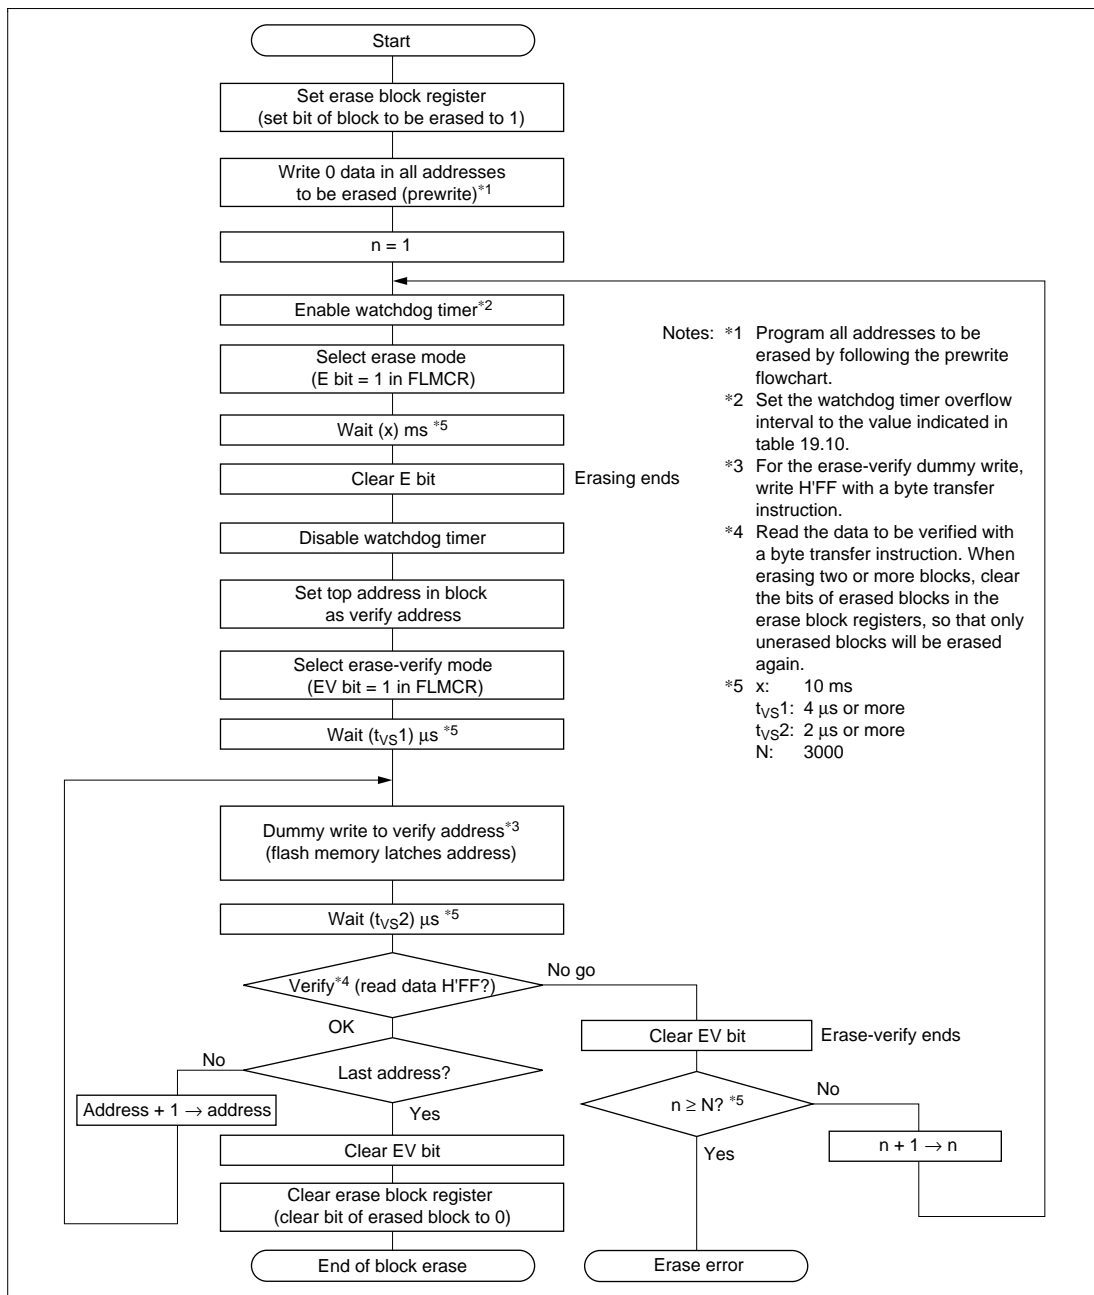 Start
Set erase block register
(set bit of block to be erased to 1)
Write 0 data in all addresses
to be erased (prewrite)*1
n = 1
Enable watchdog timer*2
Select erase mode
(E bit = 1 in FLMCR)
Wait (x) ms *5
Clear E bit
Erasing ends
Disable watchdog timer
Set top address in block
as verify address
Select erase-verify mode
(EV bit = 1 in FLMCR)
Wait (tVS1) μs *5
Dummy write to verify address*3
(flash memory latches address)
Wait (tVS2) μs *5
Verify*4 (read data H'FF?)
No go
OK
Last address?
No
Address + 1 → address
Yes
Clear EV bit
Clear erase block register
(clear bit of erased block to 0)
End of block erase
Clear EV bit
Erase-verify ends
n ≥ N? *5
No
n + 1 → n
Yes
Erase error
Notes: *1 Program all addresses to be
erased by following the prewrite
flowchart.
*2 Set the watchdog timer overflow
interval to the value indicated in
table 19.10.
*3 For the erase-verify dummy write,
write H'FF with a byte transfer
instruction.
*4 Read the data to be verified with
a byte transfer instruction. When
erasing two or more blocks, clear
the bits of erased blocks in the
erase block registers, so that only
unerased blocks will be erased
again.
*5 x: 10 ms
tVS1: 4 μs or more
tVS2: 2 μs or more
N: 3000